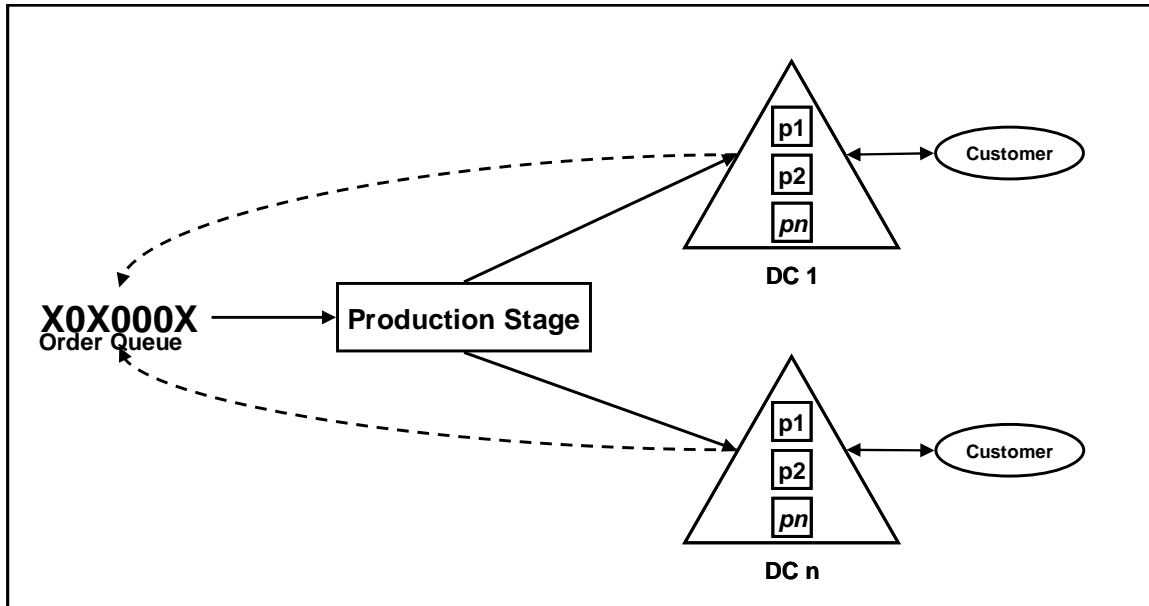 p1
p2
pn
Customer
DC 1
X0X000X
Order Queue
Production Stage
p1
p2
pn
Customer
DC n